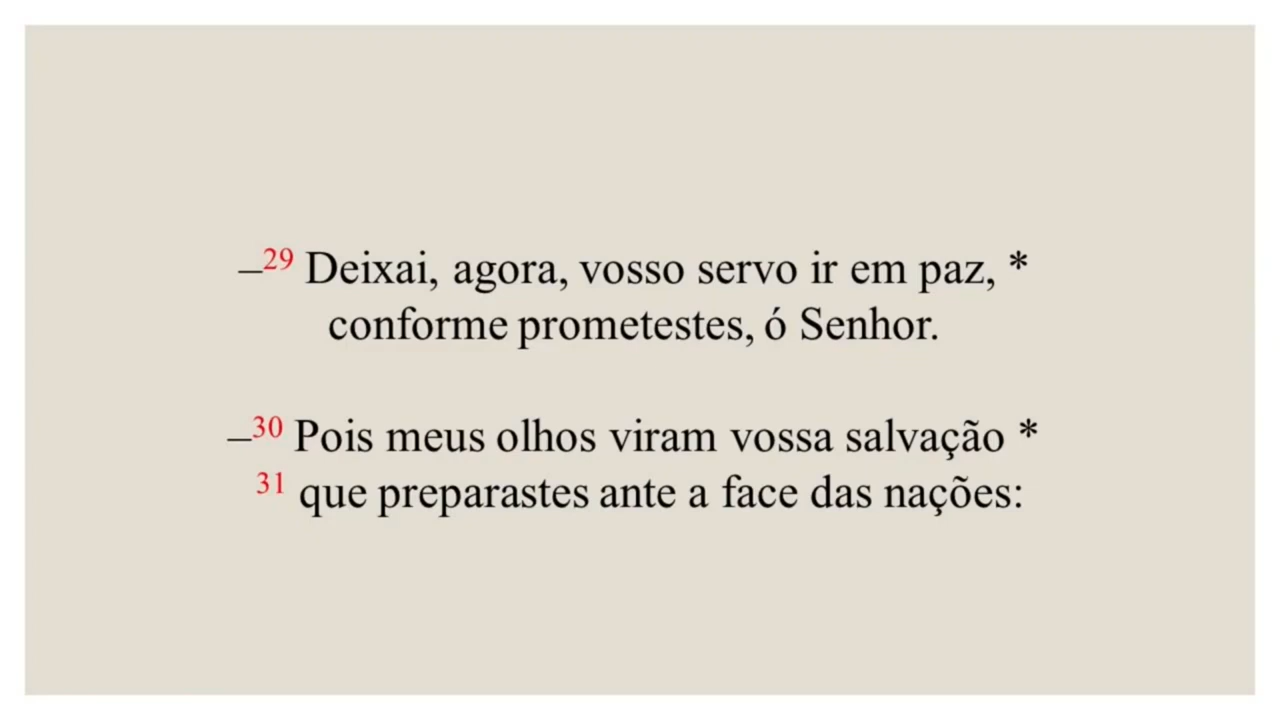 –29 Deixai, agora, vosso servo ir em paz, *
conforme prometestes, ó Senhor.
–30 Pois meus olhos viram vossa salvação *
31 que preparastes ante a face das nações: